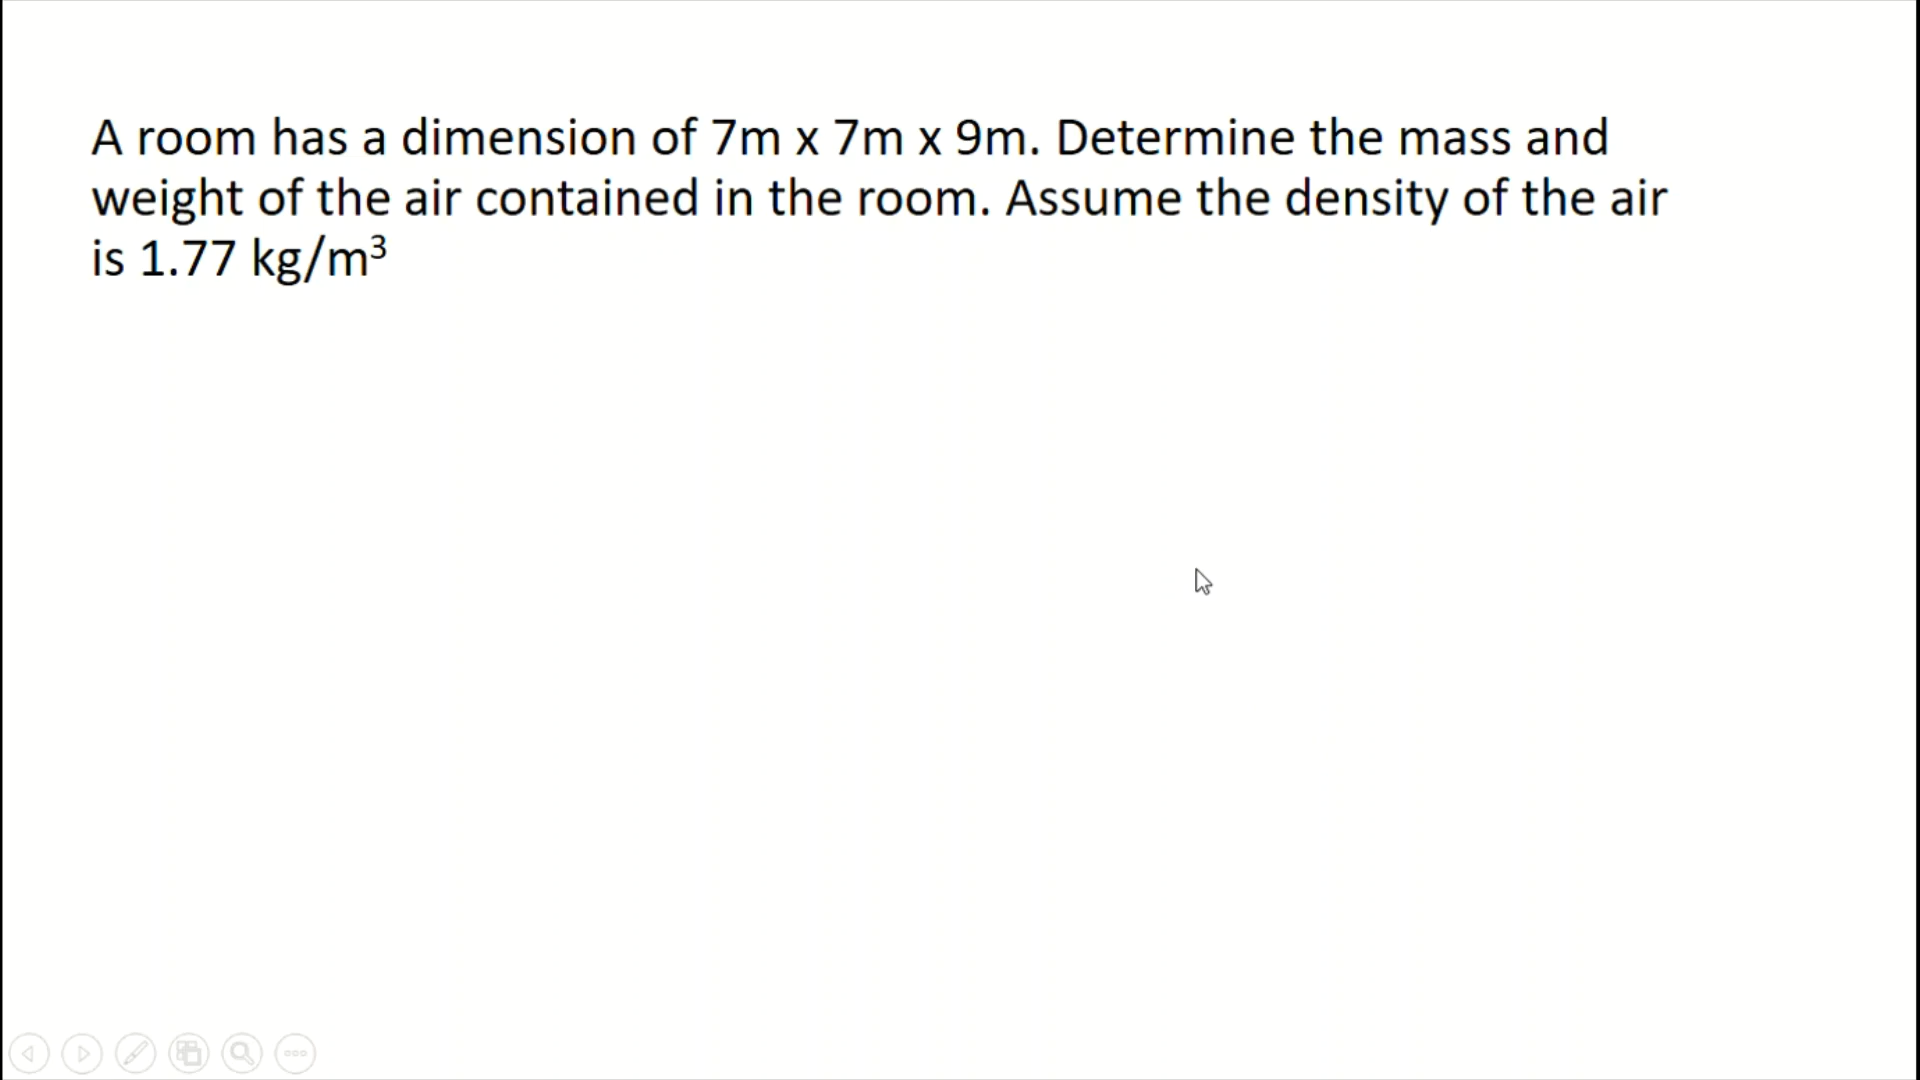 A room has a dimension of 7m x 7m x 9m. Determine the mass and
weight of the air contained in the room. Assume the density of the air
is 1.77 kg/m³